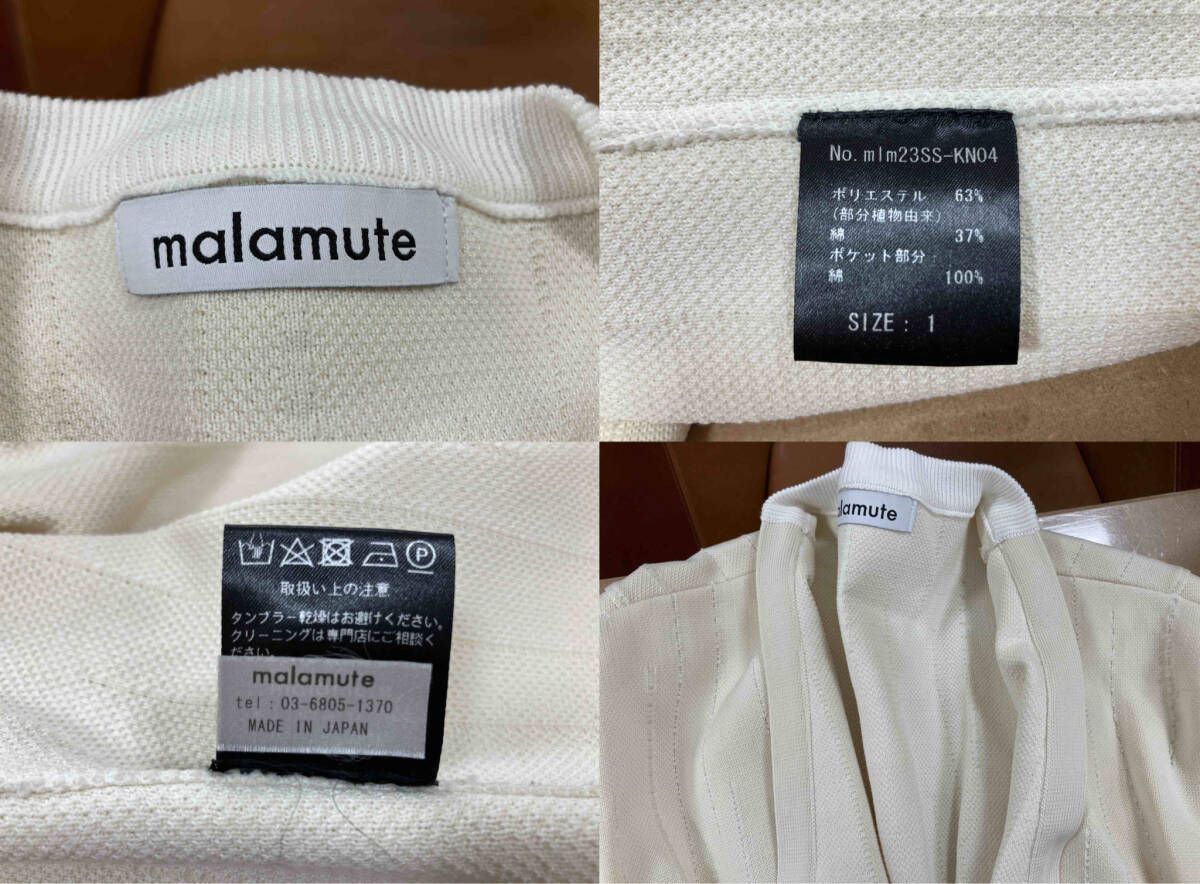 malamute
No.mlm23SS-KN04
ポリエステル 63%
(部分植物由来)
綿 37%
ポケット部分
綿 100%
SIZE: 1
P
取扱い上の注意
タンブラー乾燥はお避けください。
クリーニングは専門店にご相談く
ださい。
malamute
tel:03-6805-1370
MADE IN JAPAN
lamute